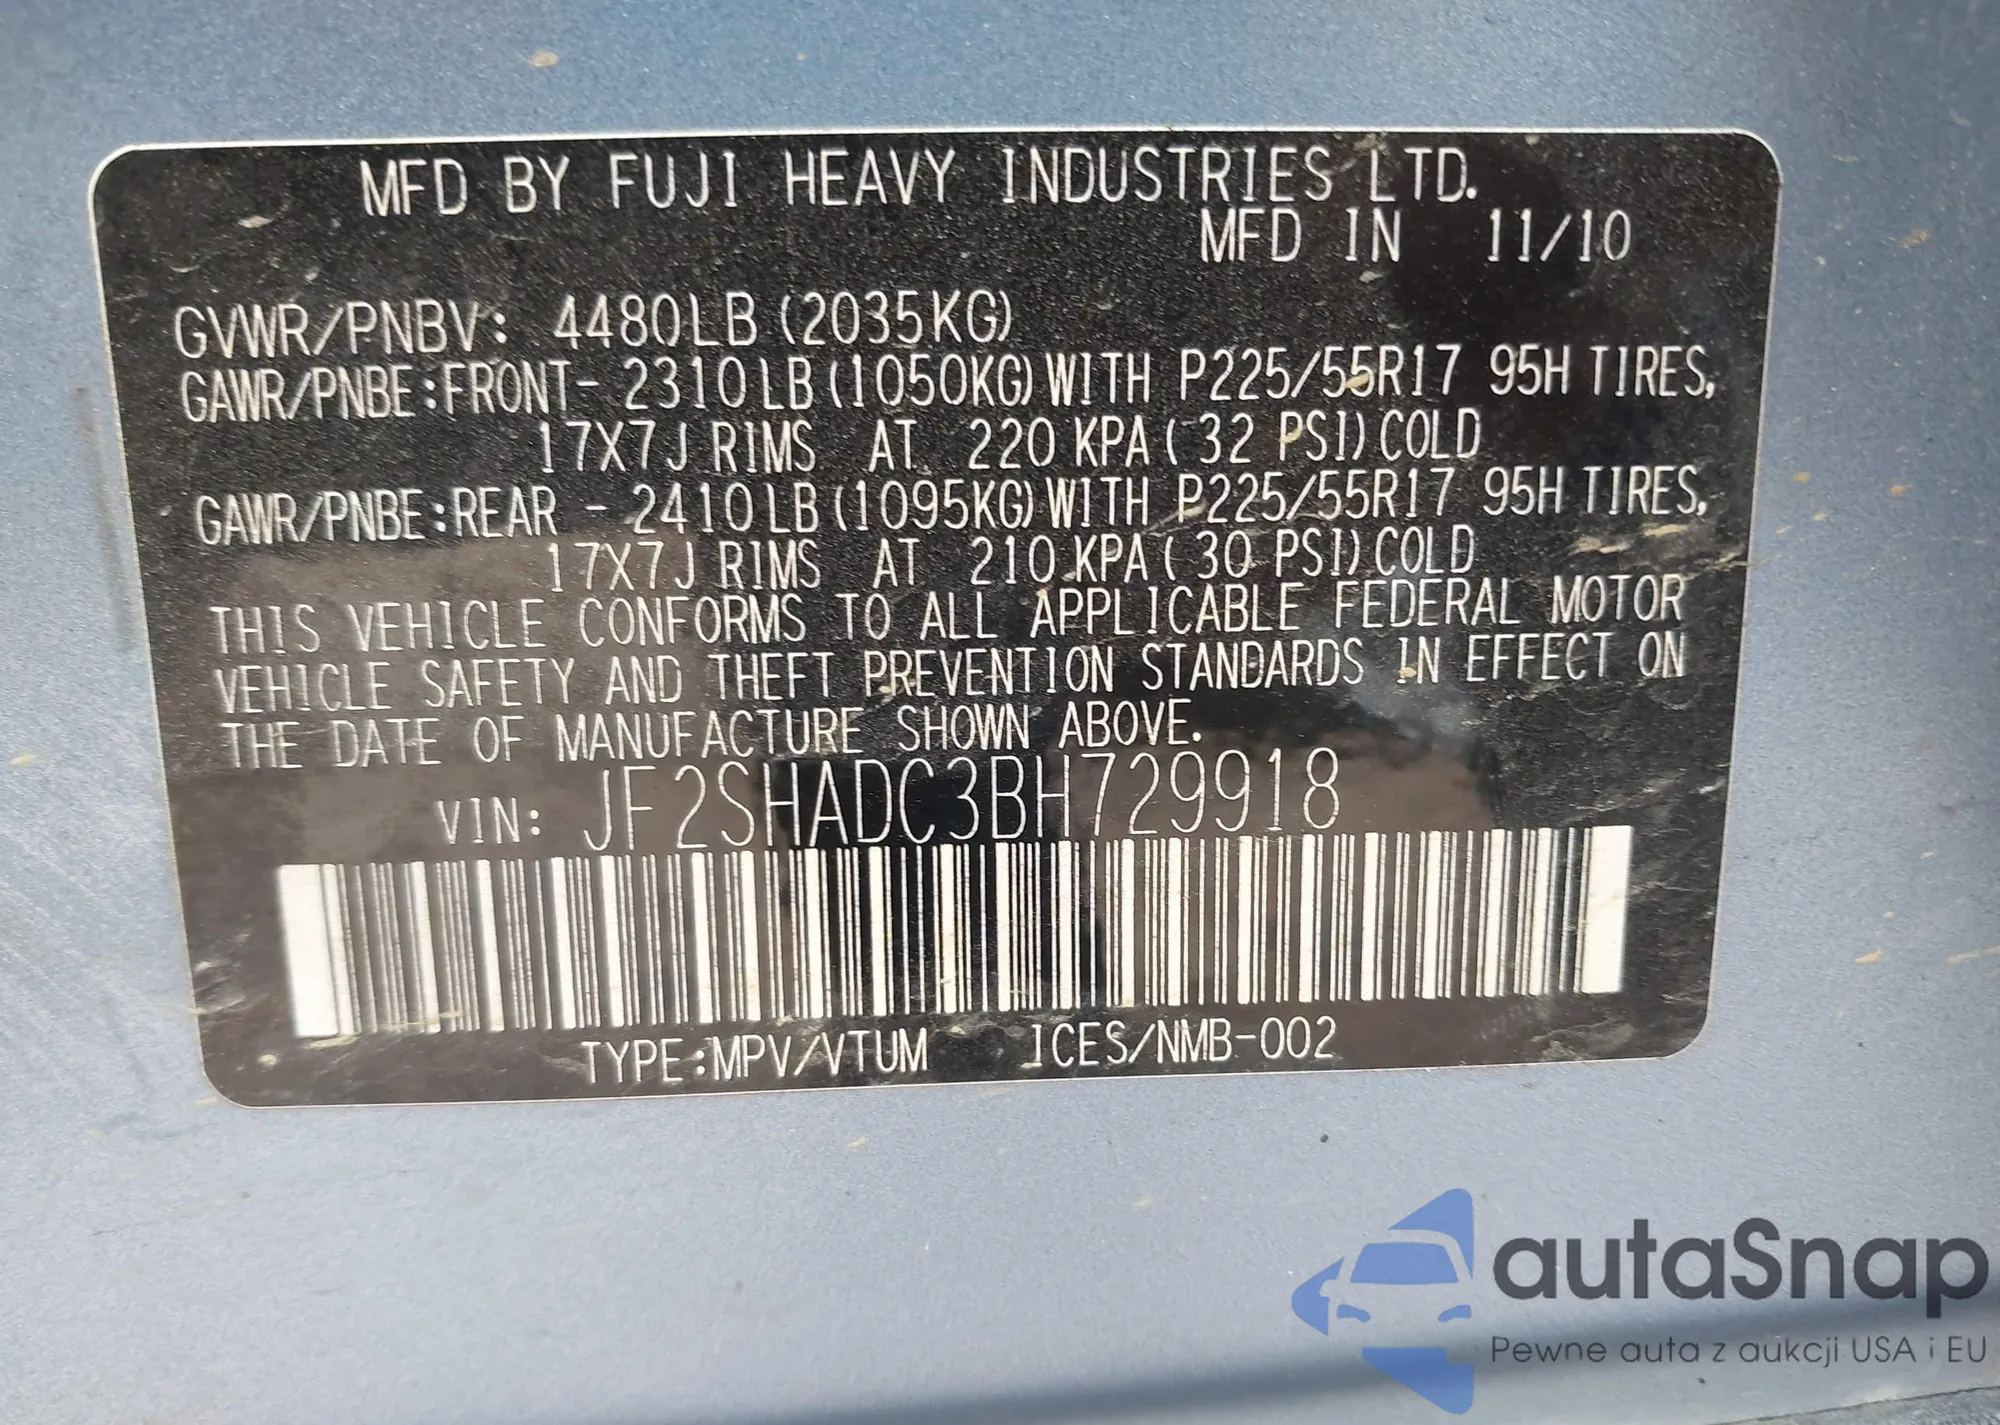 MFD BY FUJI HEAVY INDUSTRIES LTD.
MFD IN 11/10
GVWR/PNBV: 4480LB (2035KG)
GAWR/PNBE:FRONT- 2310LB (1050KG) WITH P225/55R17 95H TIRES,
17X7J RIMS AT 220 KPA ( 32 PSI) COLD
GAWR/PNBE:REAR - 2410LB (1095KG) WITH P225/55R17 95H TIRES,
17X7J RIMS AT 210 KPA ( 30 PSI) COLD
THIS VEHICLE CONFORMS TO ALL APPLICABLE FEDERAL MOTOR
VEHICLE SAFETY AND THEFT PREVENTION STANDARDS IN EFFECT ON
THE DATE OF MANUFACTURE SHOWN ABOVE.
VIN: JF2SHADC3BH729918
TYPE:MPV/VTUM ICES/NMB-002
autaSnap
Pewne auta z aukcji USA i EU